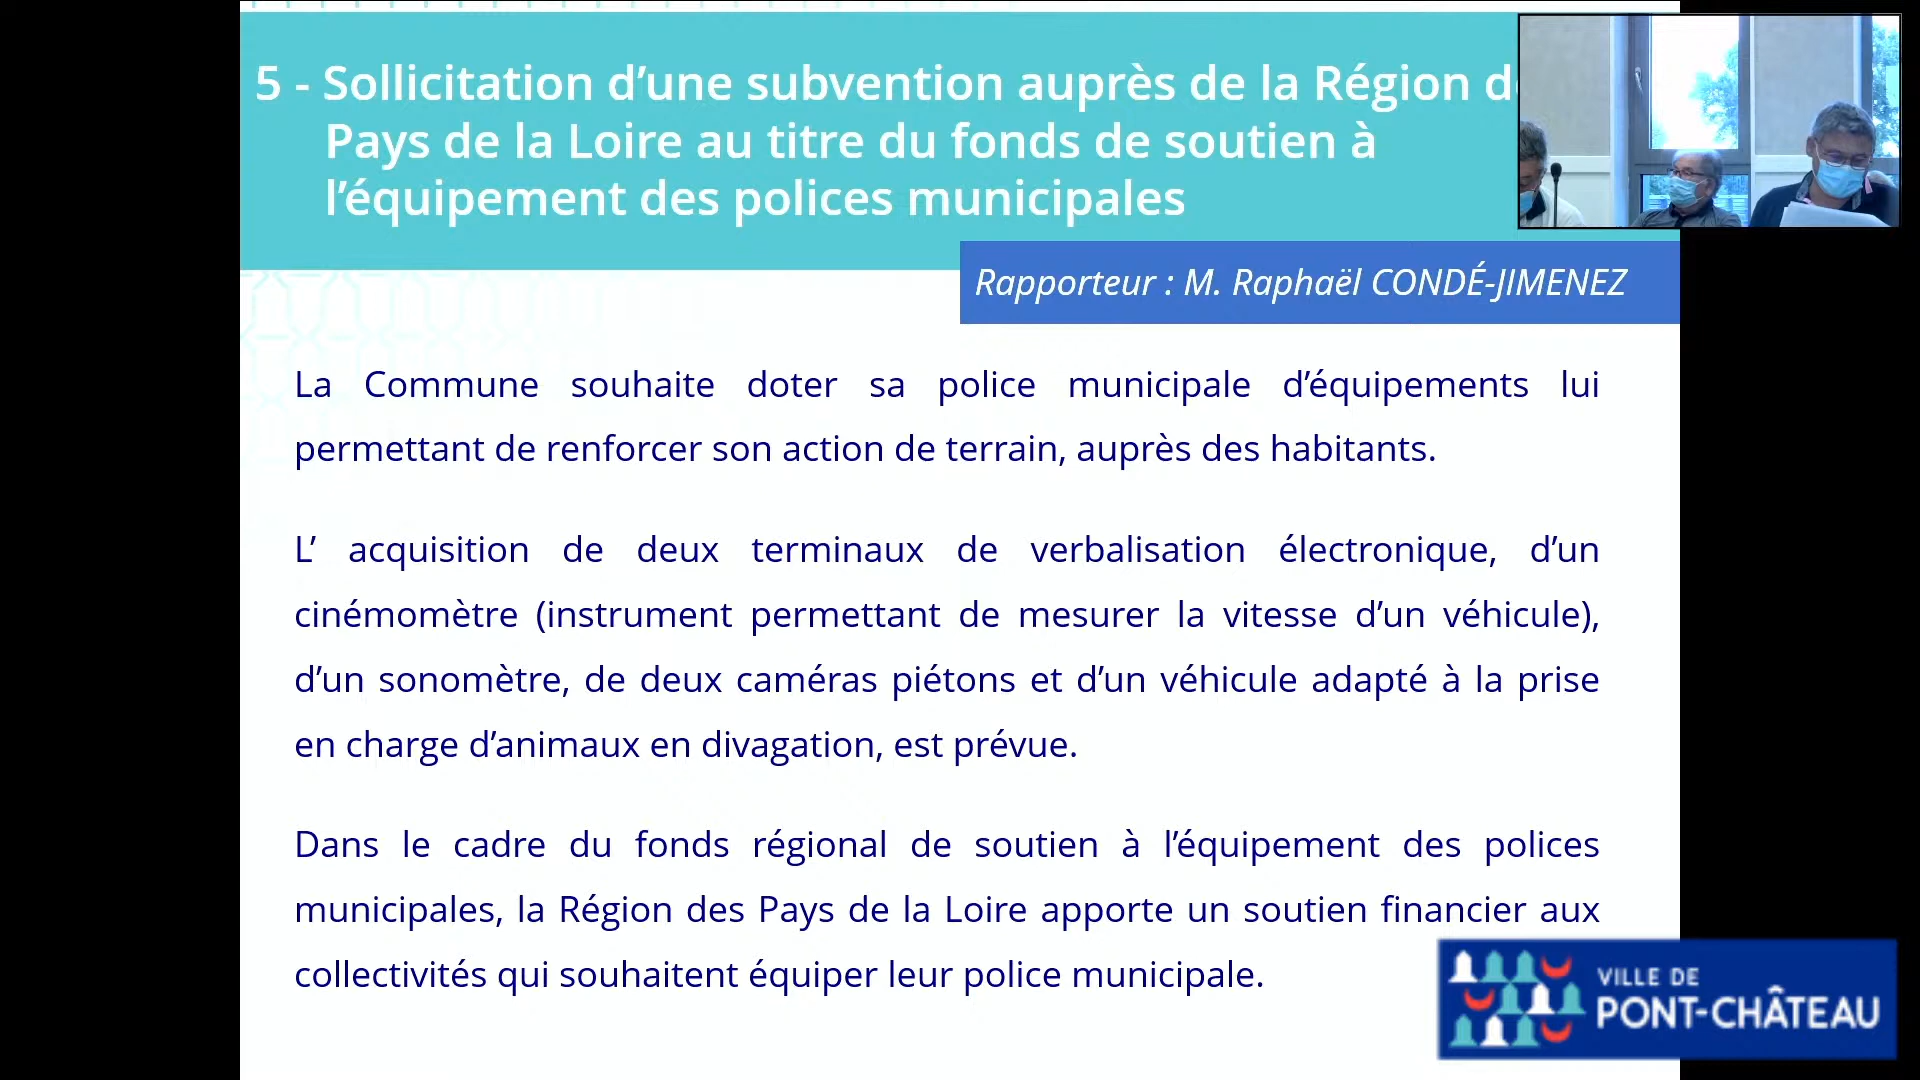 5 - Sollicitation d’une subvention auprès de la Région
Pays de la Loire au titre du fonds de soutien à
l’équipement des polices municipales
Rapporteur : M. Raphaël CONDÉ-JIMENEZ
La Commune souhaite doter sa police municipale d’équipements lui
permettant de renforcer son action de terrain, auprès des habitants.
L’ acquisition de deux terminaux de verbalisation électronique, d’un
cinémomètre (instrument permettant de mesurer la vitesse d’un véhicule),
d’un sonomètre, de deux caméras piétons et d’un véhicule adapté à la prise
en charge d’animaux en divagation, est prévue.
Dans le cadre du fonds régional de soutien à l’équipement des polices
municipales, la Région des Pays de la Loire apporte un soutien financier aux
collectivités qui souhaitent équiper leur police municipale.
VILLE DE
PONT-CHÂTEAU